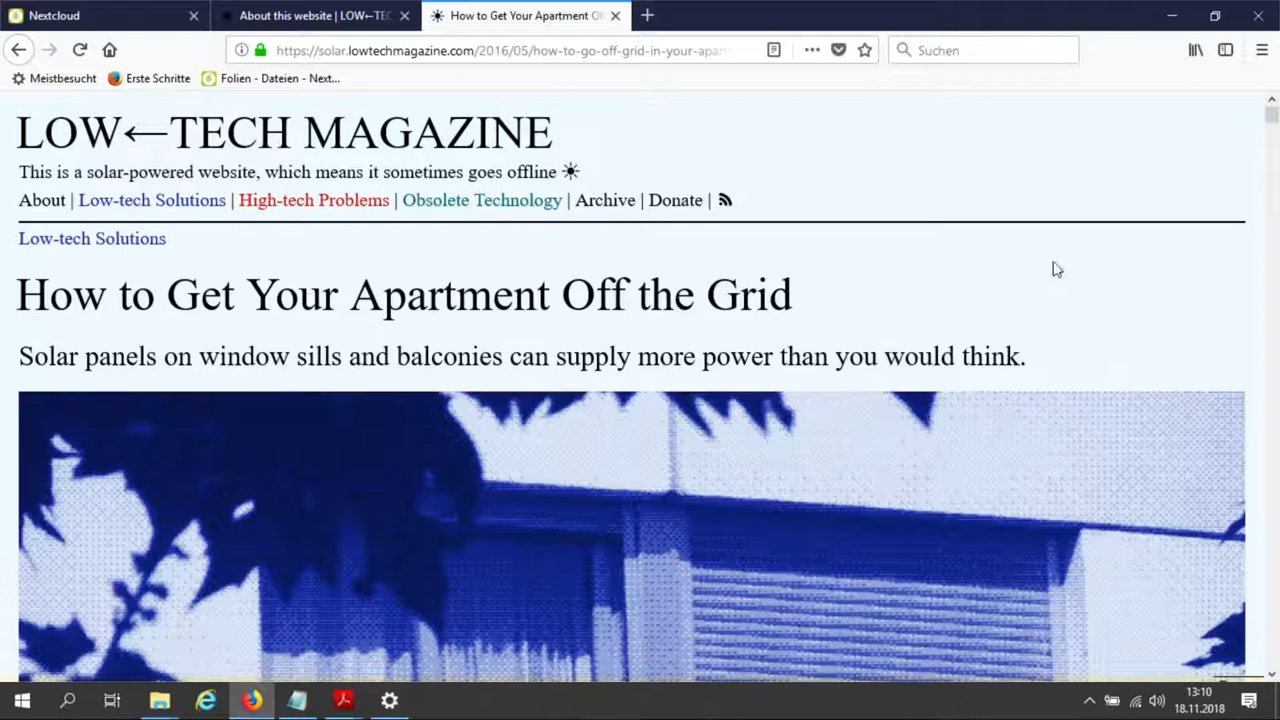 Nextcloud
About this website | LOW←TEC
How to Get Your Apartment Of
https://solar.lowtechmagazine.com/2016/05/how-to-go-off-grid-in-your-apart
Suchen
Meistbesucht
Erste Schritte
Folien - Dateien - Next...
LOW←TECH MAGAZINE
This is a solar-powered website, which means it sometimes goes offline ☀
About | Low-tech Solutions | High-tech Problems | Obsolete Technology | Archive | Donate |
Low-tech Solutions
How to Get Your Apartment Off the Grid
Solar panels on window sills and balconies can supply more power than you would think.
13:10
18.11.2018